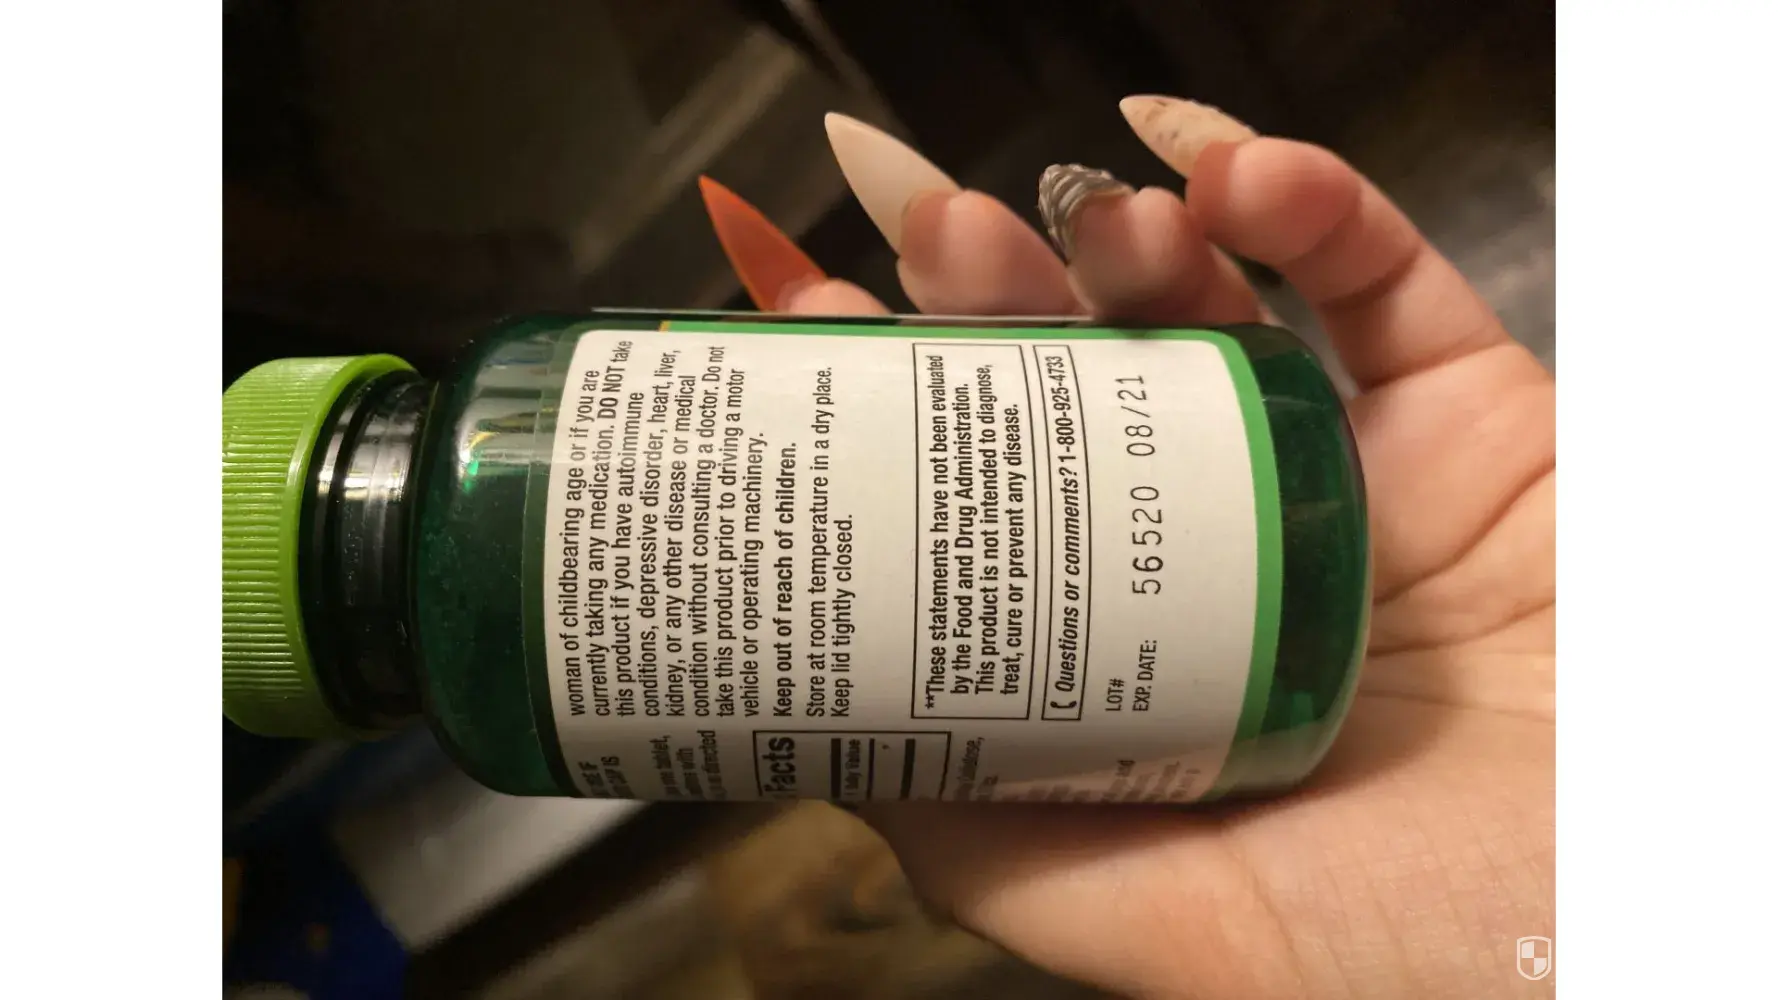 woman of childbearing age or if you are
currently taking any medication. DO NOT take
this product if you have autoimmune
conditions, depressive disorder, heart, liver,
kidney, or any other disease or medical
condition without consulting a doctor. Do not
take this product prior to driving a motor
vehicle or operating machinery.
Keep out of reach of children.
Store at room temperature in a dry place.
Keep lid tightly closed.
**These statements have not been evaluated
by the Food and Drug Administration.
This product is not intended to diagnose,
treat, cure or prevent any disease.
Questions or comments? 1-800-925-4733
LOT#
EXP. DATE:
56520 08/21
tablet,
with
directed
Facts
Value
and